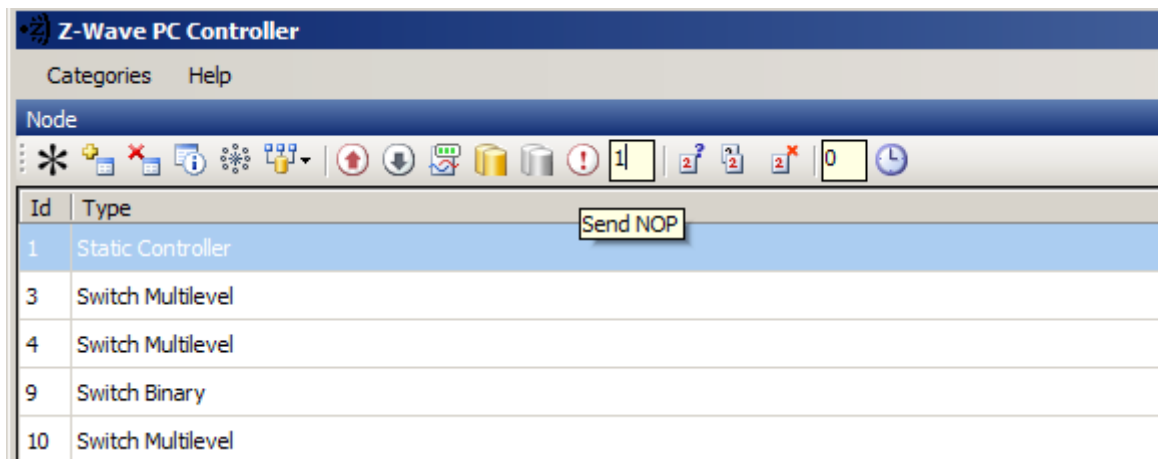 Z-Wave PC Controller
Categories Help
Node
1 0
Id Type
Send NOP
1 Static Controller
3 Switch Multilevel
4 Switch Multilevel
9 Switch Binary
10 Switch Multilevel